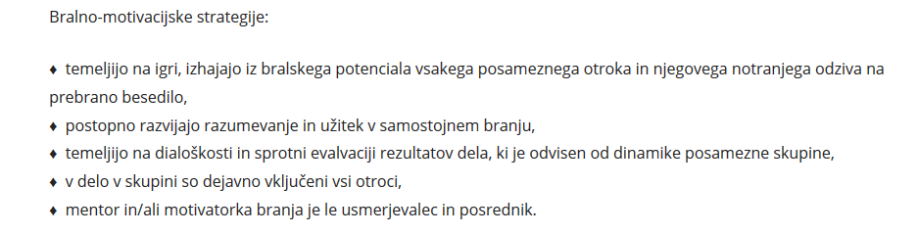 Bralno-motivacijske strategije:
♦ temeljijo na igri, izhajajo iz bralskega potenciala vsakega posameznega otroka in njegovega notranjega odziva na
prebrano besedilo,
♦ postopno razvijajo razumevanje in užitek v samostojnem branju,
♦ temeljijo na dialoškosti in sprotni evalvaciji rezultatov dela, ki je odvisen od dinamike posamezne skupine,
♦ v delo v skupini so dejavno vključeni vsi otroci,
♦ mentor in/ali motivatorka branja je le usmerjevalec in posrednik.